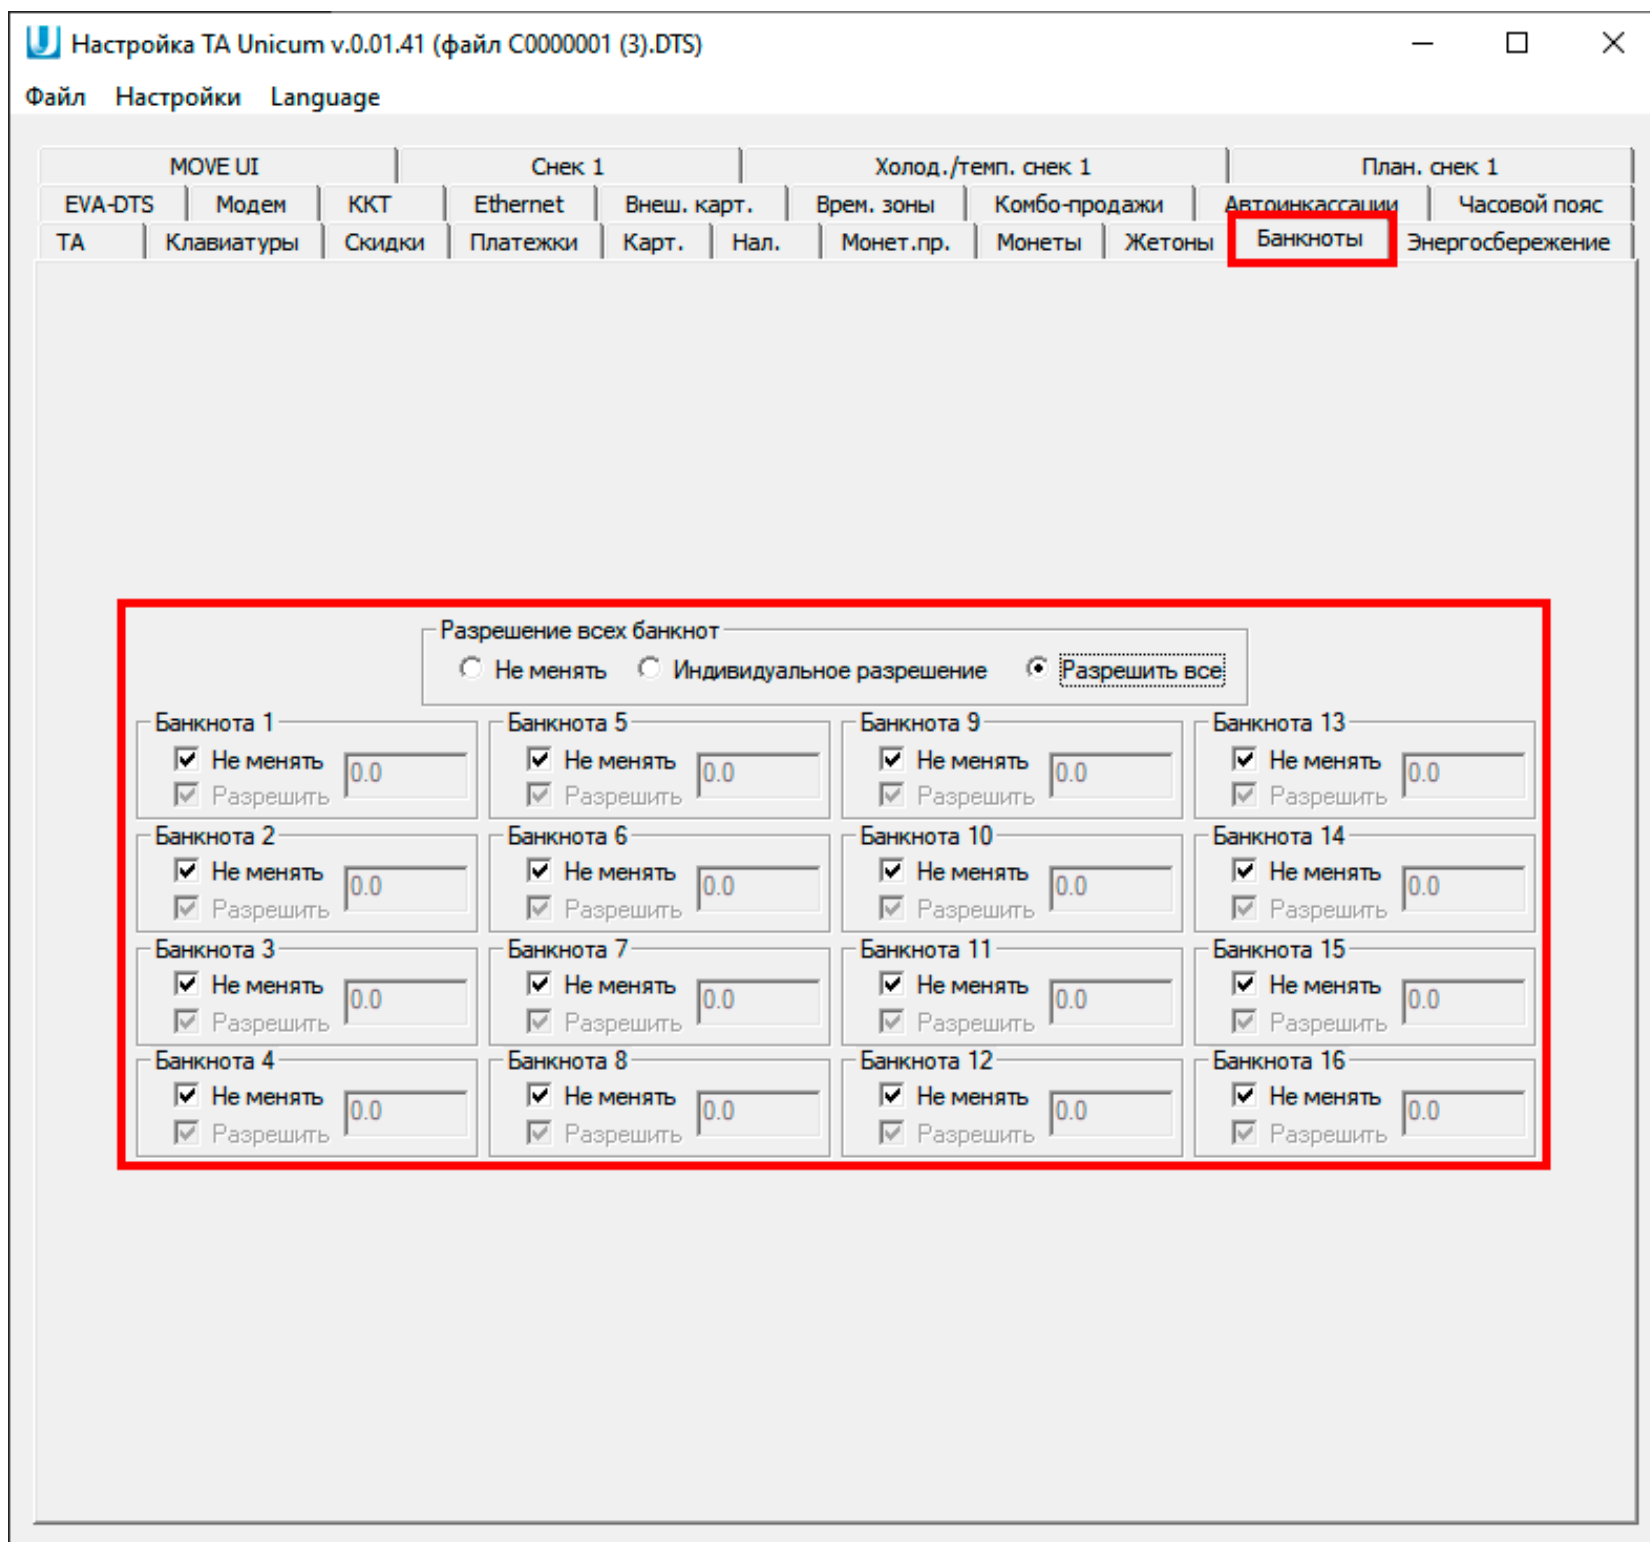 Настройка ТА Unicum v.0.01.41 (файл C0000001 (3).DTS)
Файл Настройки Language
MOVE UI Снек 1 Холод./темп. снек 1 План. снек 1
EVA-DTS Модем ККТ Ethernet Внеш. карт. Врем. зоны Комбо-продажи Автоинкассации Часовой пояс
ТА Клавиатуры Скидки Платежки Карт. Нал. Монет.пр. Монеты Жетоны Банкноты Энергосбережение
Разрешение всех банкнот
Не менять Индивидуальное разрешение Разрешить все
Банкнота 1 Банкнота 5 Банкнота 9 Банкнота 13
Не менять 0.0 Не менять 0.0 Не менять 0.0 Не менять 0.0
Разрешить Разрешить Разрешить Разрешить
Банкнота 2 Банкнота 6 Банкнота 10 Банкнота 14
Не менять 0.0 Не менять 0.0 Не менять 0.0 Не менять 0.0
Разрешить Разрешить Разрешить Разрешить
Банкнота 3 Банкнота 7 Банкнота 11 Банкнота 15
Не менять 0.0 Не менять 0.0 Не менять 0.0 Не менять 0.0
Разрешить Разрешить Разрешить Разрешить
Банкнота 4 Банкнота 8 Банкнота 12 Банкнота 16
Не менять 0.0 Не менять 0.0 Не менять 0.0 Не менять 0.0
Разрешить Разрешить Разрешить Разрешить